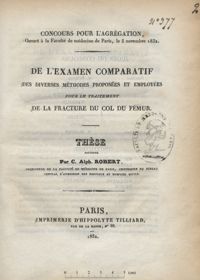 2
N° 377
CONCOURS POUR L'AGRÉGATION,
Ouvert à la Faculté de médecine de Paris, le 5 novembre 1832.
DE L'EXAMEN COMPARATIF
DES DIVERSES MÉTHODES PROPOSÉES ET EMPLOYÉES
POUR LE TRAITEMENT
DE LA FRACTURE DU COL DU FÉMUR.
THÈSE
Par C. Alph. ROBERT,
PARIS,
IMPRIMERIE D'HIPPOLYTE TILLIARD,
1832.